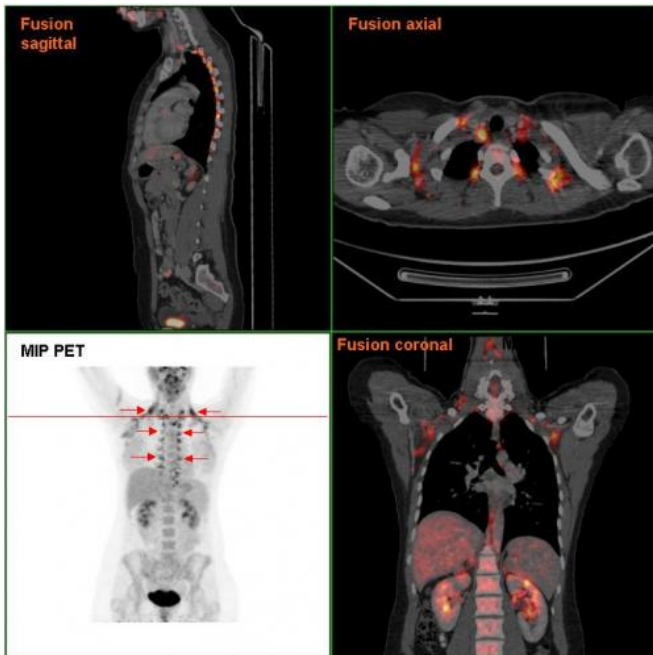 Fusion
sagittal
Fusion axial
MIP PET
Fusion coronal